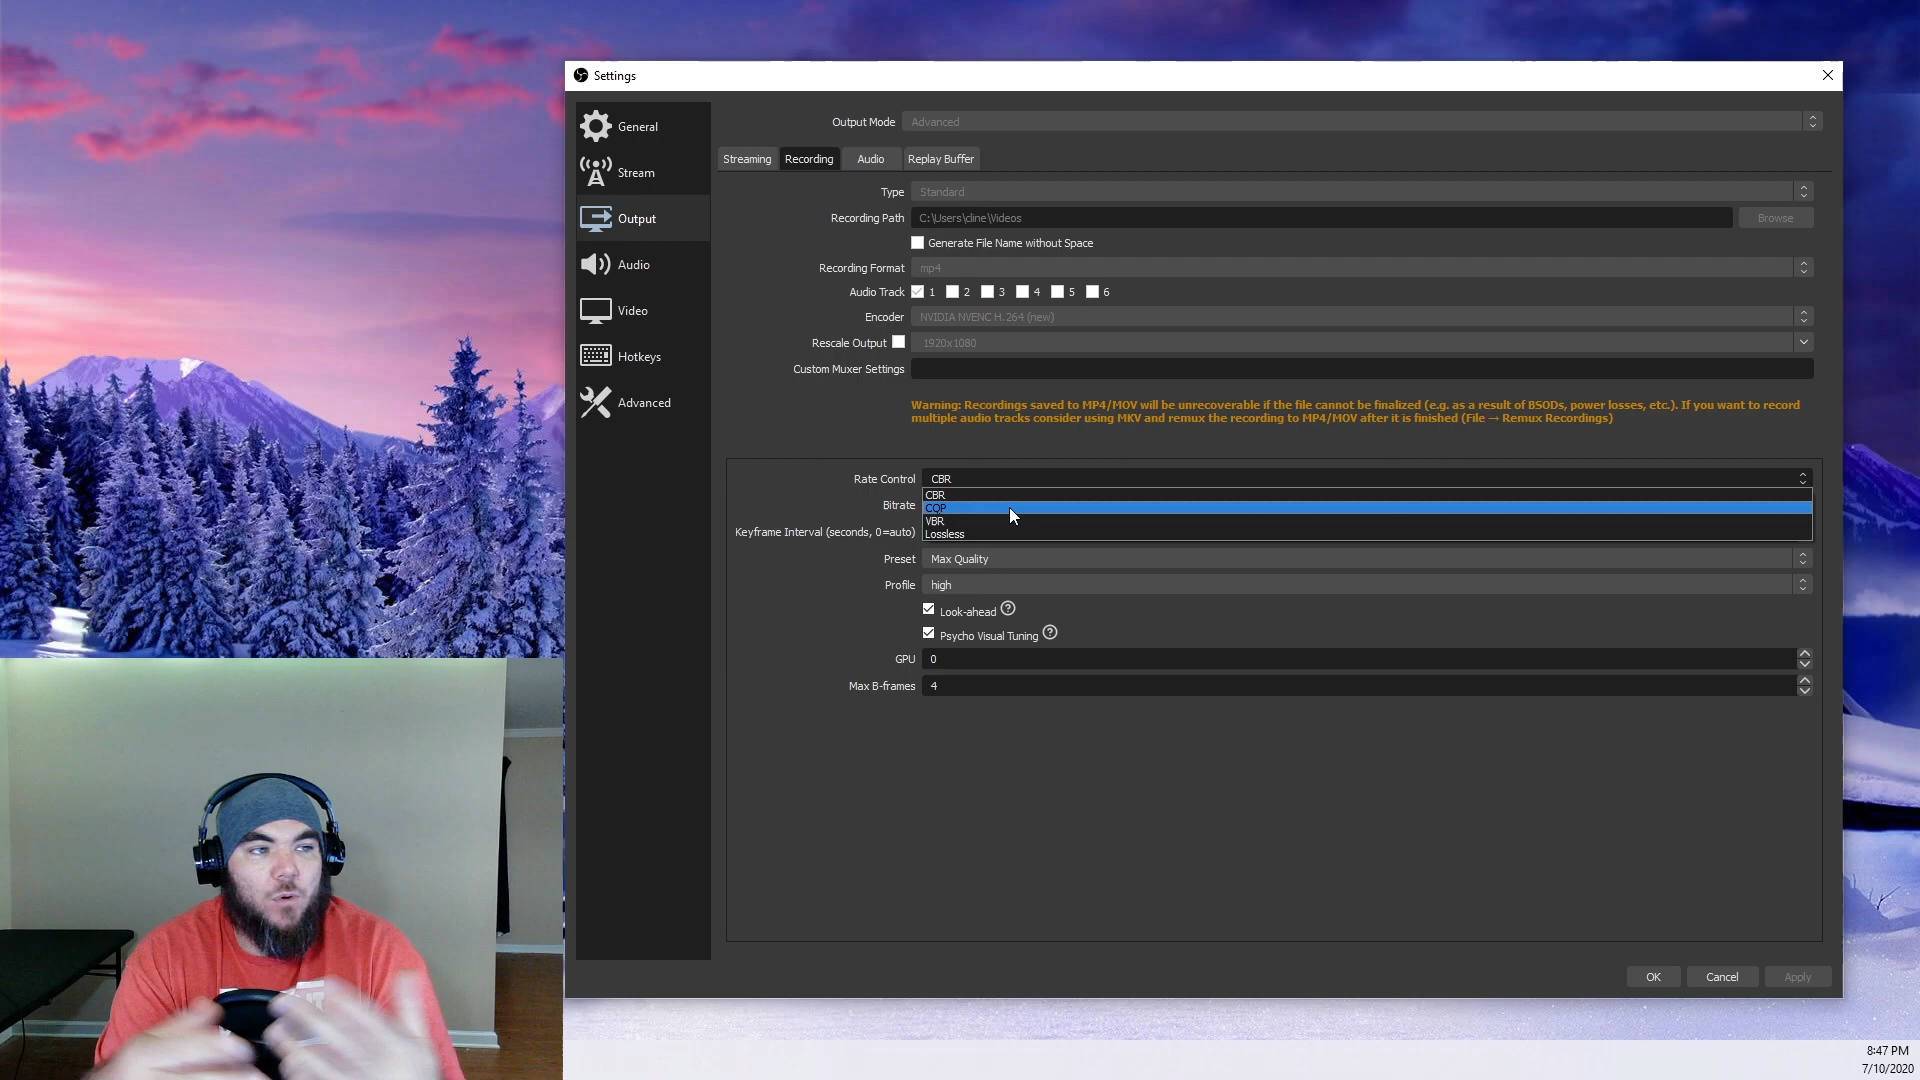 Settings
General
Stream
Output
Audio
Video
Hotkeys
Advanced
Output Mode Advanced
Streaming Recording Audio Replay Buffer
Type Standard
Recording Path C:\Users\cline\Videos Browse
Generate File Name without Space
Recording Format mp4
Audio Track 1 2 3 4 5 6
Encoder NVIDIA NVENC H.264 (new)
Rescale Output 1920x1080
Custom Muxer Settings
Warning: Recordings saved to MP4/MOV will be unrecoverable if the file cannot be finalized (e.g. as a result of BSODs, power losses, etc.). If you want to record
multiple audio tracks consider using MKV and remux the recording to MP4/MOV after it is finished (File → Remux Recordings)
Rate Control CBR
CBR
Bitrate CQP
VBR
Keyframe Interval (seconds, 0=auto) Lossless
Preset Max Quality
Profile high
Look-ahead ?
Psycho Visual Tuning ?
GPU 0
Max B-frames 4
OK Cancel Apply
8:47 PM
7/10/2020